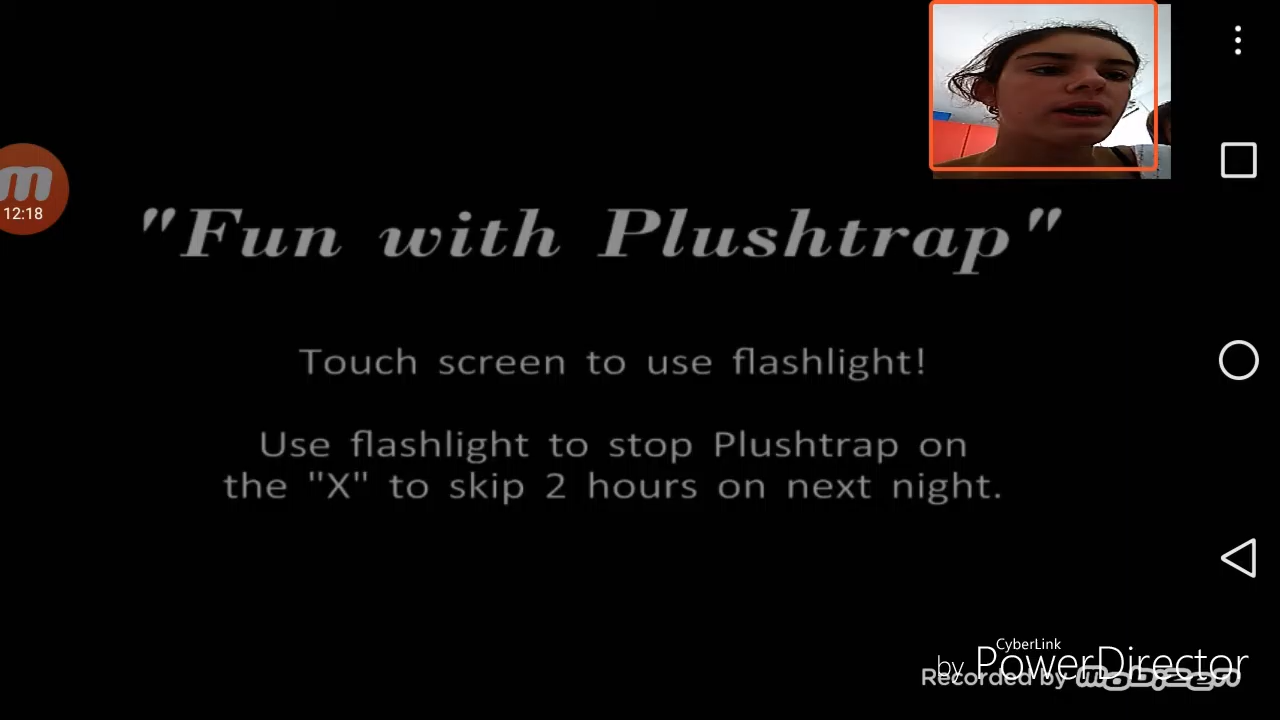 12:18
"Fun with Plushtrap"
Touch screen to use flashlight!
Use flashlight to stop Plushtrap on
the "X" to skip 2 hours on next night.
CyberLink
by PowerDirector
Recorded by mobizen